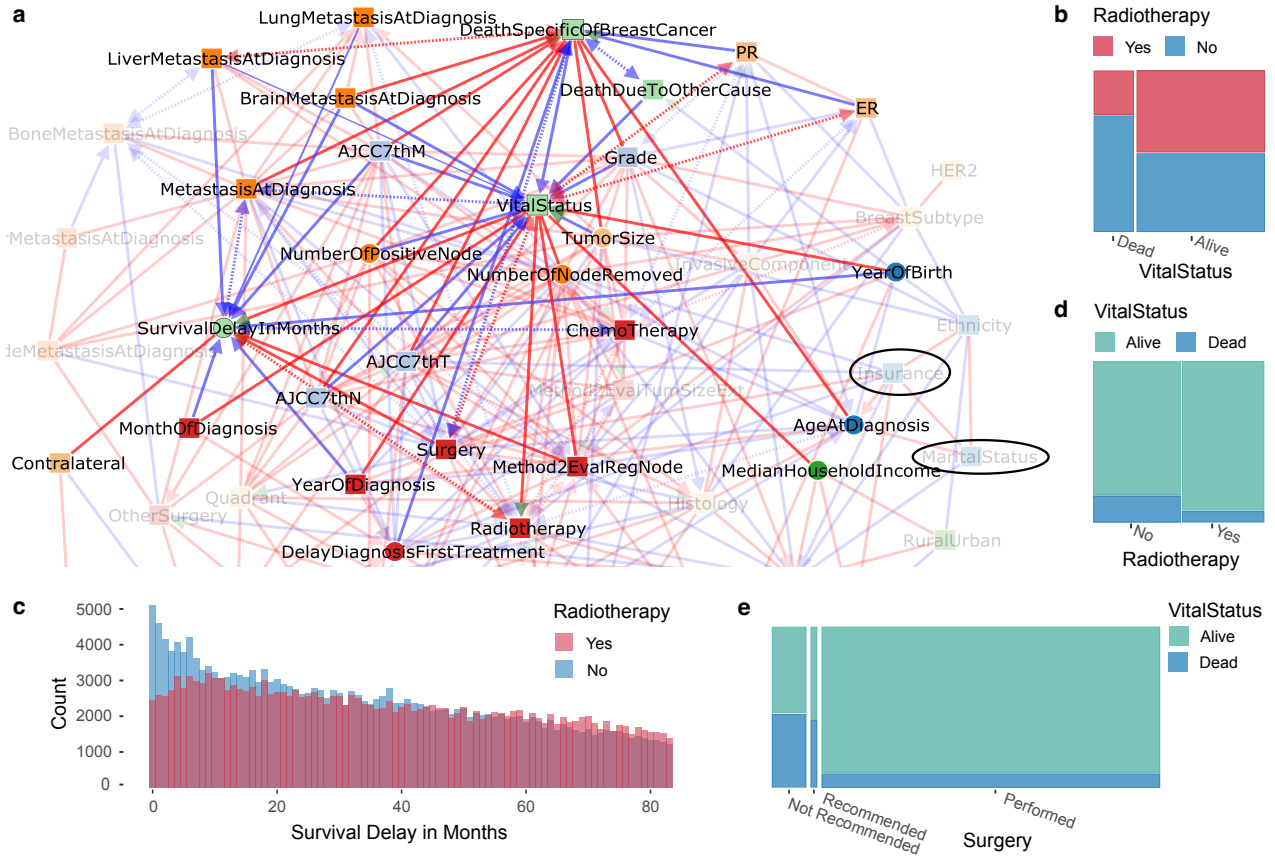 a
LungMetastasisAtDiagnosis
DeathSpecificOfBreastCancer
LiverMetastasisAtDiagnosis
PR
BrainMetastasisAtDiagnosis
DeathDueToOtherCause
ER
BoneMetastasisAtDiagnosis
AJCC7thM
Grade
HER2
MetastasisAtDiagnosis
VitalStatus
BreastSubtype
MetastasisAtDiagnosis
TumorSize
NumberOfPositiveNode
NumberOfNodeRemoved
InvasiveComponent
YearOfBirth
SurvivalDelayInMonths
ChemoTherapy
Ethnicity
deMetastasisAtDiagnosis
AJCC7thT
Insurance
Method2EvalTumSizeExt
AJCC7thN
MonthOfDiagnosis
AgeAtDiagnosis
Surgery
Contralateral
Method2EvalRegNode
MedianHouseholdIncome
MaritalStatus
YearOfDiagnosis
Quadrant
OtherSurgery
Histology
Radiotherapy
DelayDiagnosisFirstTreatment
RuralUrban
b
Radiotherapy
Yes No
Dead Alive
VitalStatus
d
VitalStatus
Alive Dead
No Yes
Radiotherapy
c
Count
5000
4000
3000
2000
1000
0
Radiotherapy
Yes
No
0 20 40 60 80
Survival Delay in Months
e
VitalStatus
Alive
Dead
Not Recommended
Recommended
Performed
Surgery